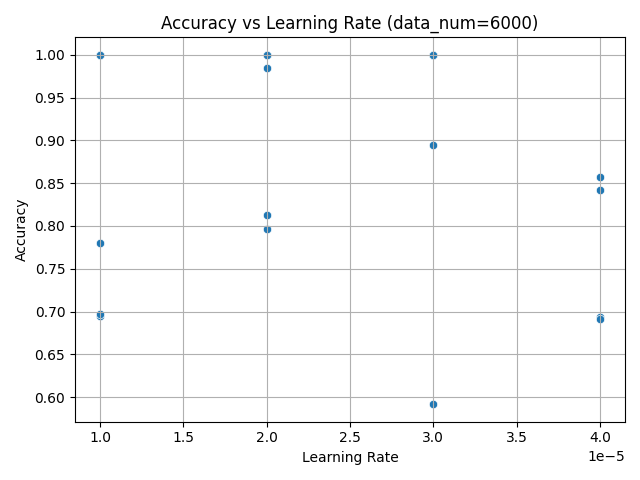 Accuracy vs Learning Rate (data_num=6000)
1.00
0.95
0.90
0.85
0.80
0.75
0.70
0.65
0.60
Accuracy
1.0 1.5 2.0 2.5 3.0 3.5 4.0
1e−5
Learning Rate